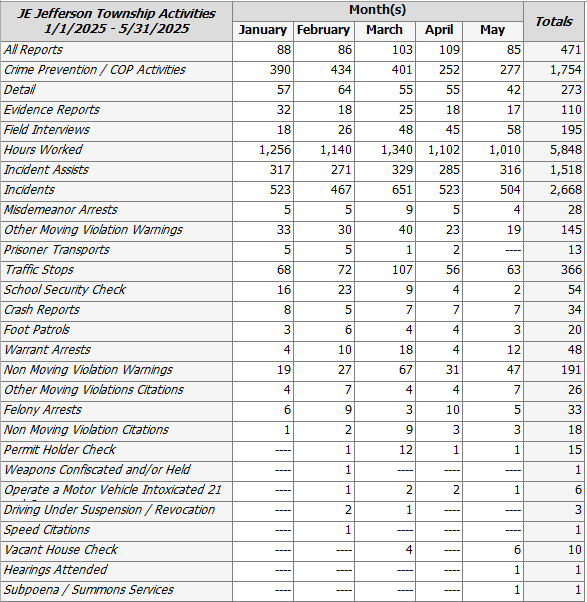 JE Jefferson Township Activities
1/1/2025 - 5/31/2025
Month(s)
Totals
January February March April May
All Reports 88 86 103 109 85 471
Crime Prevention / COP Activities 390 434 401 252 277 1,754
Detail 57 64 55 55 42 273
Evidence Reports 32 18 25 18 17 110
Field Interviews 18 26 48 45 58 195
Hours Worked 1,256 1,140 1,340 1,102 1,010 5,848
Incident Assists 317 271 329 285 316 1,518
Incidents 523 467 651 523 504 2,668
Misdemeanor Arrests 5 5 9 5 4 28
Other Moving Violation Warnings 33 30 40 23 19 145
Prisoner Transports 5 5 1 2 ---- 13
Traffic Stops 68 72 107 56 63 366
School Security Check 16 23 9 4 2 54
Crash Reports 8 5 7 7 7 34
Foot Patrols 3 6 4 4 3 20
Warrant Arrests 4 10 18 4 12 48
Non Moving Violation Warnings 19 27 67 31 47 191
Other Moving Violations Citations 4 7 4 4 7 26
Felony Arrests 6 9 3 10 5 33
Non Moving Violation Citations 1 2 9 3 3 18
Permit Holder Check ---- 1 12 1 1 15
Weapons Confiscated and/or Held ---- 1 ---- ---- ---- 1
Operate a Motor Vehicle Intoxicated 21 ---- 1 2 2 1 6
Driving Under Suspension / Revocation ---- 2 1 ---- ---- 3
Speed Citations ---- 1 ---- ---- ---- 1
Vacant House Check ---- ---- 4 ---- 6 10
Hearings Attended ---- ---- ---- ---- 1 1
Subpoena / Summons Services ---- ---- ---- ---- 1 1